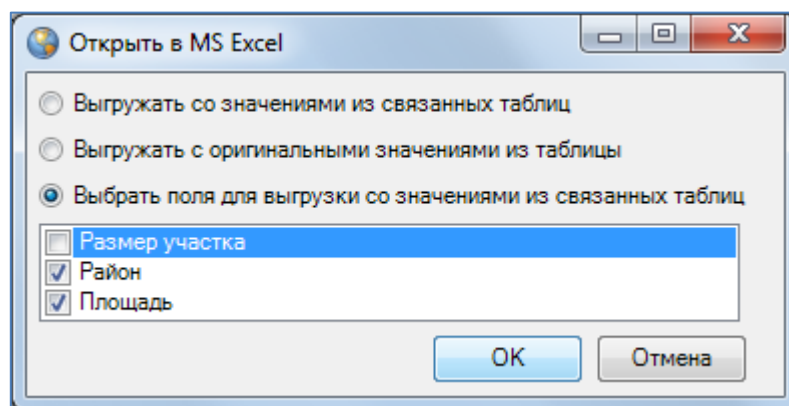 Открыть в MS Excel
Выгружать со значениями из связанных таблиц
Выгружать с оригинальными значениями из таблицы
Выбрать поля для выгрузки со значениями из связанных таблиц
Размер участка
Район
Площадь
OK Отмена